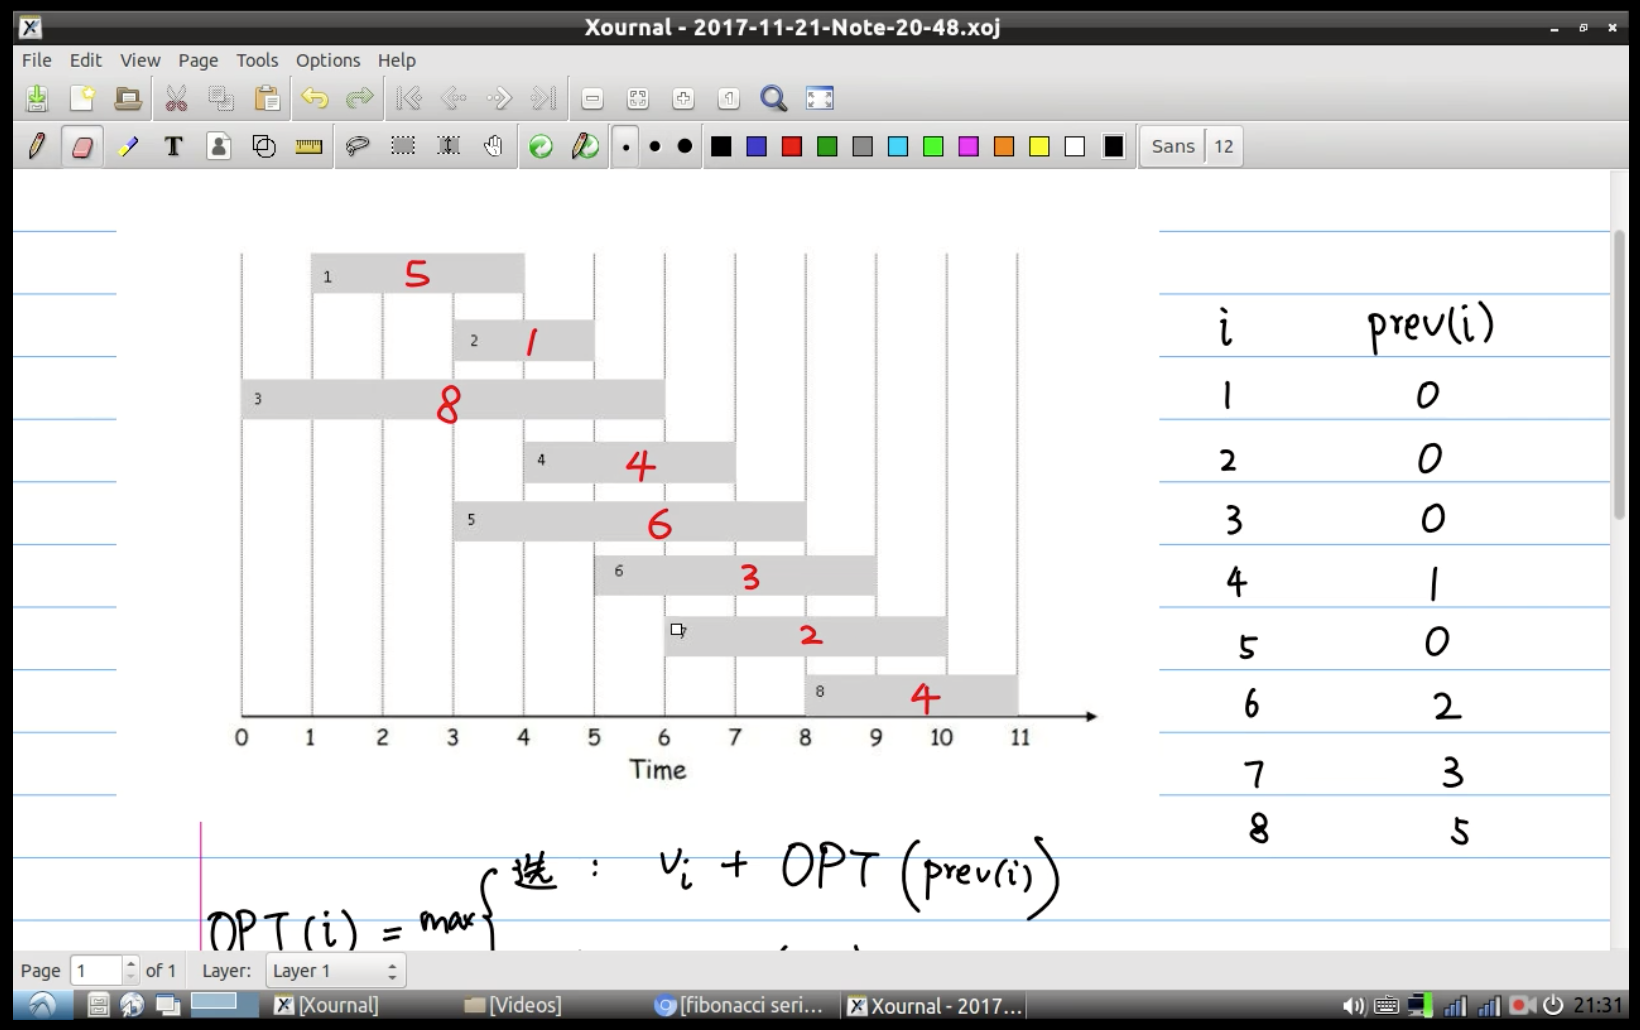 Xournal - 2017-11-21-Note-20-48.xoj
File Edit View Page Tools Options Help
Sans 12
1 5
2 1
3 8
4 4
5 6
6 3
7 2
8 4
0 1 2 3 4 5 6 7 8 9 10 11
Time
i prev(i)
1 0
2 0
3 0
4 1
5 0
6 2
7 3
8 5
选 : vi + OPT (prev(i))
OPT(i) = max{
Page 1 of 1 Layer: Layer 1
[Xournal] [Videos] [fibonacci seri... Xournal - 2017... 21:31